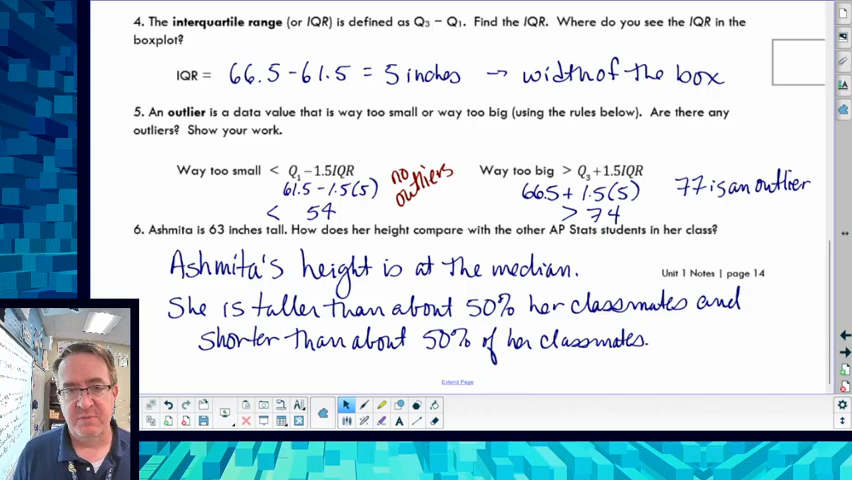 4. The interquartile range (or IQR) is defined as Q₃ – Q₁. Find the IQR. Where do you see the IQR in the
boxplot?
IQR = 66.5 - 61.5 = 5 inches → width of the box
5. An outlier is a data value that is way too small or way too big (using the rules below). Are there any
outliers? Show your work.
Way too small < Q₁ – 1.5IQR
61.5 - 1.5(5)
< 54
no
outliers
Way too big > Q₃ + 1.5IQR
66.5 + 1.5(5)
> 74
77 is an outlier
6. Ashmita is 63 inches tall. How does her height compare with the other AP Stats students in her class?
Ashmita's height is at the median.
Unit 1 Notes | page 14
She is taller than about 50% her classmates and
shorter than about 50% of her classmates.
Extend Page